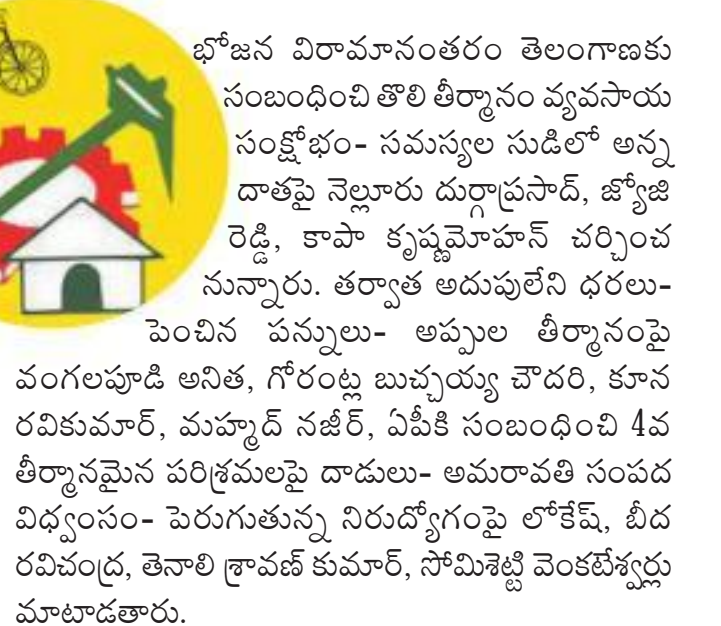 భోజన విరామానంతరం తెలంగాణకు
సంబంధించి తొలి తీర్మానం వ్యవసాయ
సంక్షోభం- సమస్యల సుడిలో అన్న
దాతపై నెల్లూరు దుర్గాప్రసాద్, జ్యోజి
రెడ్డి, కాపా కృష్ణమోహన్ చర్చించ
నున్నారు. తర్వాత అదుపులేని ధరలు-
పెంచిన పన్నులు- అప్పుల తీర్మానంపై
వంగలపూడి అనిత, గోరంట్ల బుచ్చయ్య చౌదరి, కూన
రవికుమార్, మహ్మద్ నజీర్, ఏపీకి సంబంధించి 4వ
తీర్మానమైన పరిశ్రమలపై దాడులు- అమరావతి సంపద
విధ్వంసం- పెరుగుతున్న నిరుద్యోగంపై లోకేష్, బీద
రవిచంద్ర, తెనాలి శ్రావణ్ కుమార్, సోమిశెట్టి వెంకటేశ్వర్లు
మాటాడతారు.